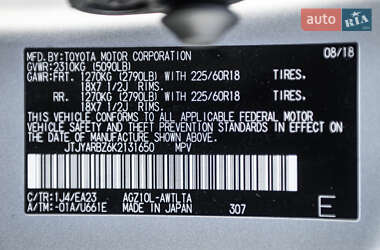 auto RIA.com
MFD.BY:TOYOTA MOTOR CORPORATION 08/18
GVWR:2310KG (5090LB)
GAWR:FRT. 1270KG (2790LB) WITH 225/60R18 TIRES.
18X7 1/2J RIMS.
RR. 1270KG (2790LB) WITH 225/60R18 TIRES.
18X7 1/2J RIMS.
THIS VEHICLE CONFORMS TO ALL APPLICABLE FEDERAL MOTOR
VEHICLE SAFETY AND THEFT PREVENTION STANDARDS IN EFFECT
ON THE DATE OF MANUFACTURE SHOWN ABOVE.
JTJYARBZ6K2131650 MPV
C/TR:1J4/EA23 AGZ10L-AWTLTA
A/TM:-01A/U661E MADE IN JAPAN 307 E